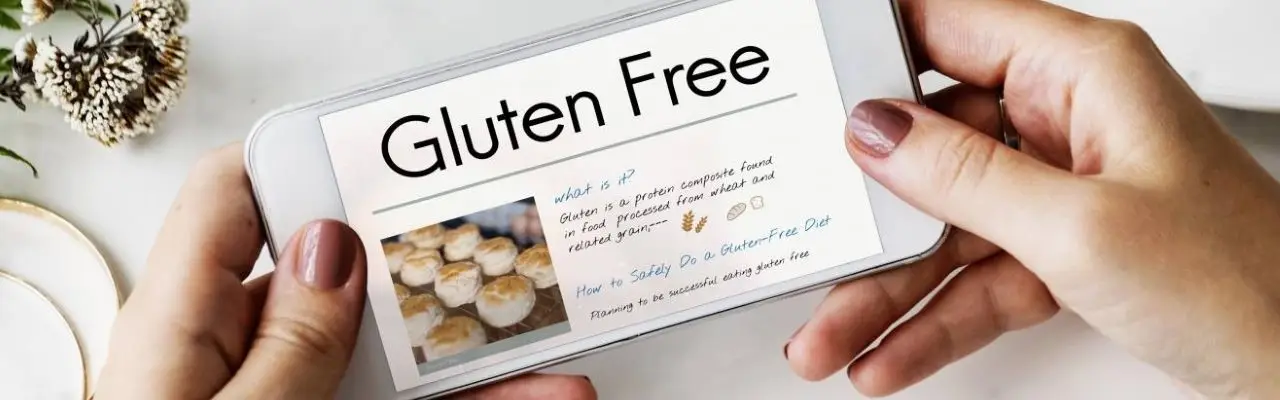 Gluten Free
what is it?
Gluten is a protein composite found
in food processed from wheat and
related grain,---
How to Safely Do a Gluten-Free Diet
Planning to be successful eating gluten free